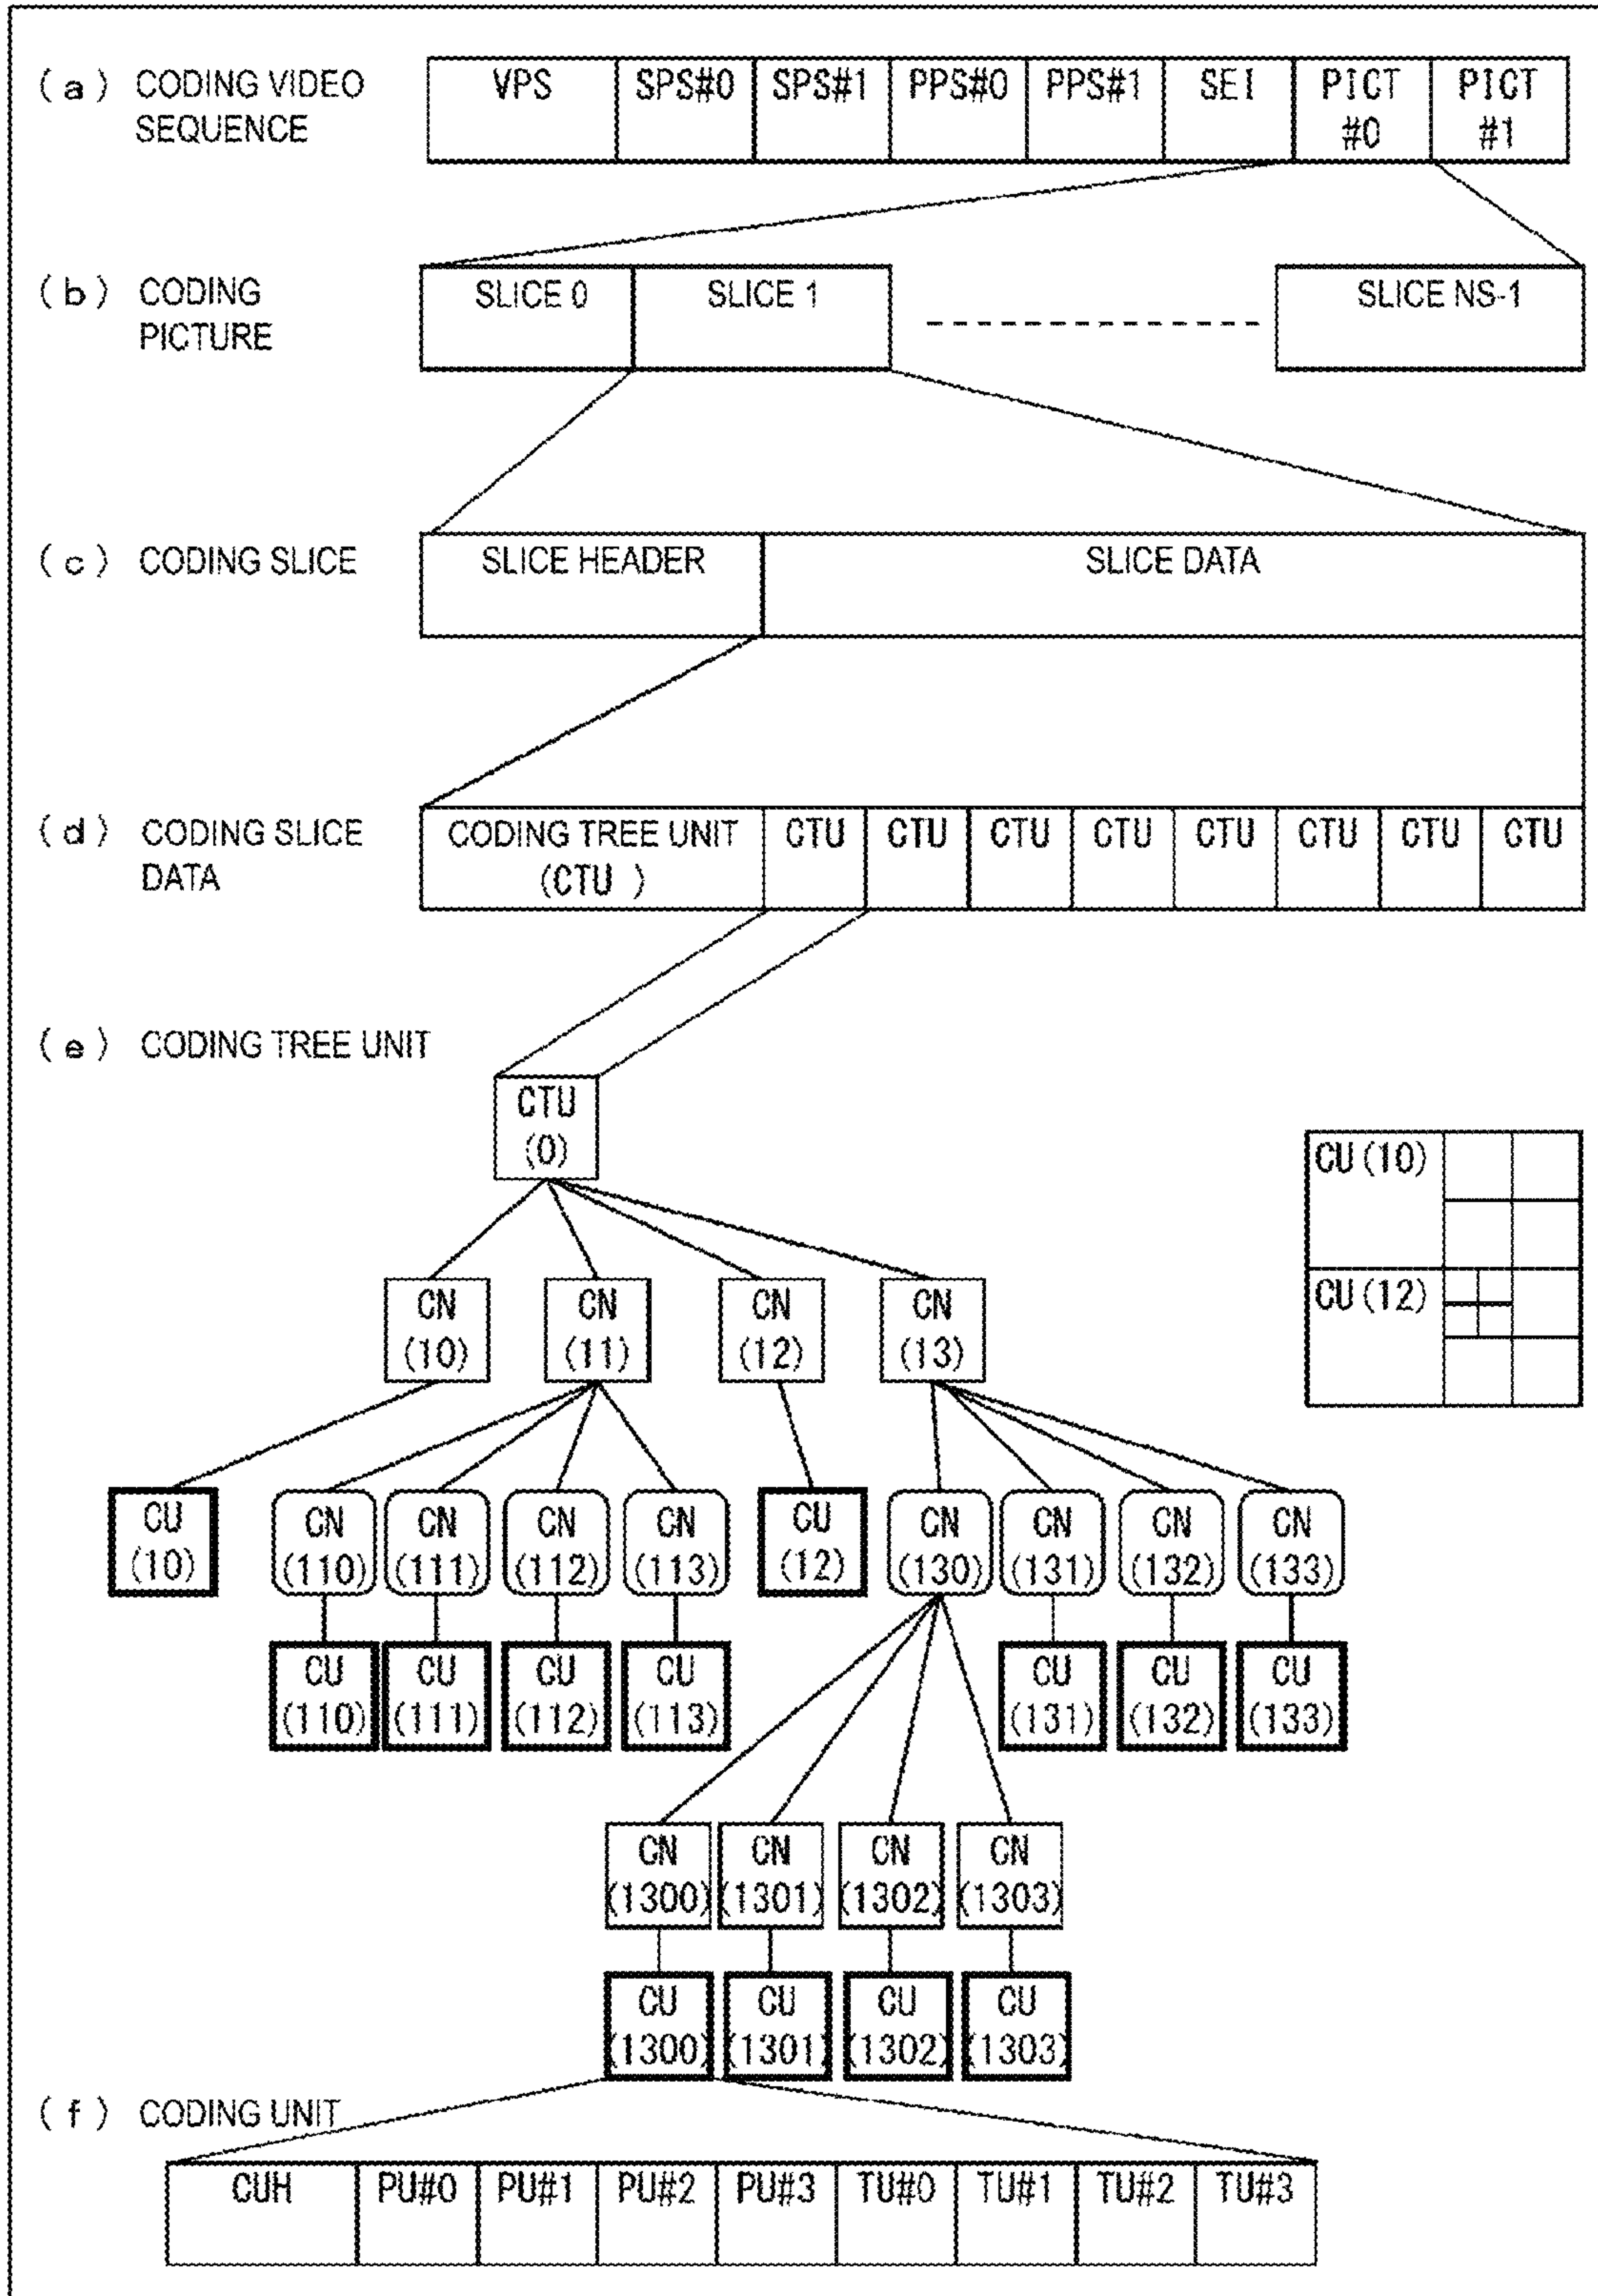 (a) CODING VIDEO SEQUENCE
VPS SPS#0 SPS#1 PPS#0 PPS#1 SEI PICT #0 PICT #1
(b) CODING PICTURE
SLICE 0 SLICE 1 SLICE NS-1
(c) CODING SLICE
SLICE HEADER SLICE DATA
(d) CODING SLICE DATA
CODING TREE UNIT (CTU ) CTU CTU CTU CTU CTU CTU CTU CTU
(e) CODING TREE UNIT
CTU (0)
CU(10)
CU(12)
CN (10) CN (11) CN (12) CN (13)
CU (10) CN (110) CN (111) CN (112) CN (113) CU (12) CN (130) CN (131) CN (132) CN (133)
CU (110) CU (111) CU (112) CU (113) CU (131) CU (132) CU (133)
CN (1300) CN (1301) CN (1302) CN (1303)
CU (1300) CU (1301) CU (1302) CU (1303)
(f) CODING UNIT
CUH PU#0 PU#1 PU#2 PU#3 TU#0 TU#1 TU#2 TU#3